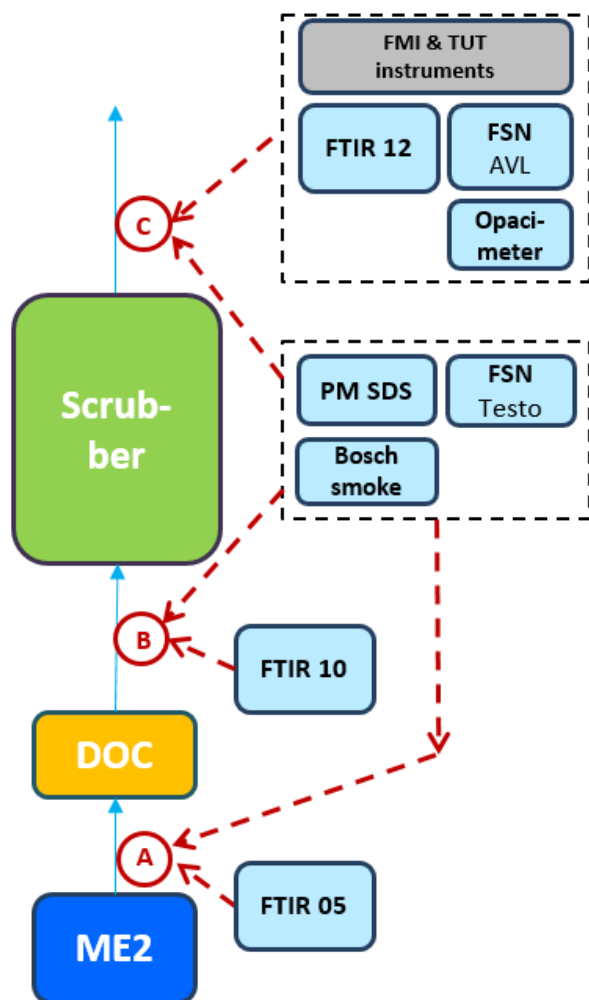 FMI & TUT
instruments
FTIR 12
FSN
AVL
Opaci-
meter
C
Scrub-
ber
PM SDS
FSN
Testo
Bosch
smoke
B
FTIR 10
DOC
A
FTIR 05
ME2